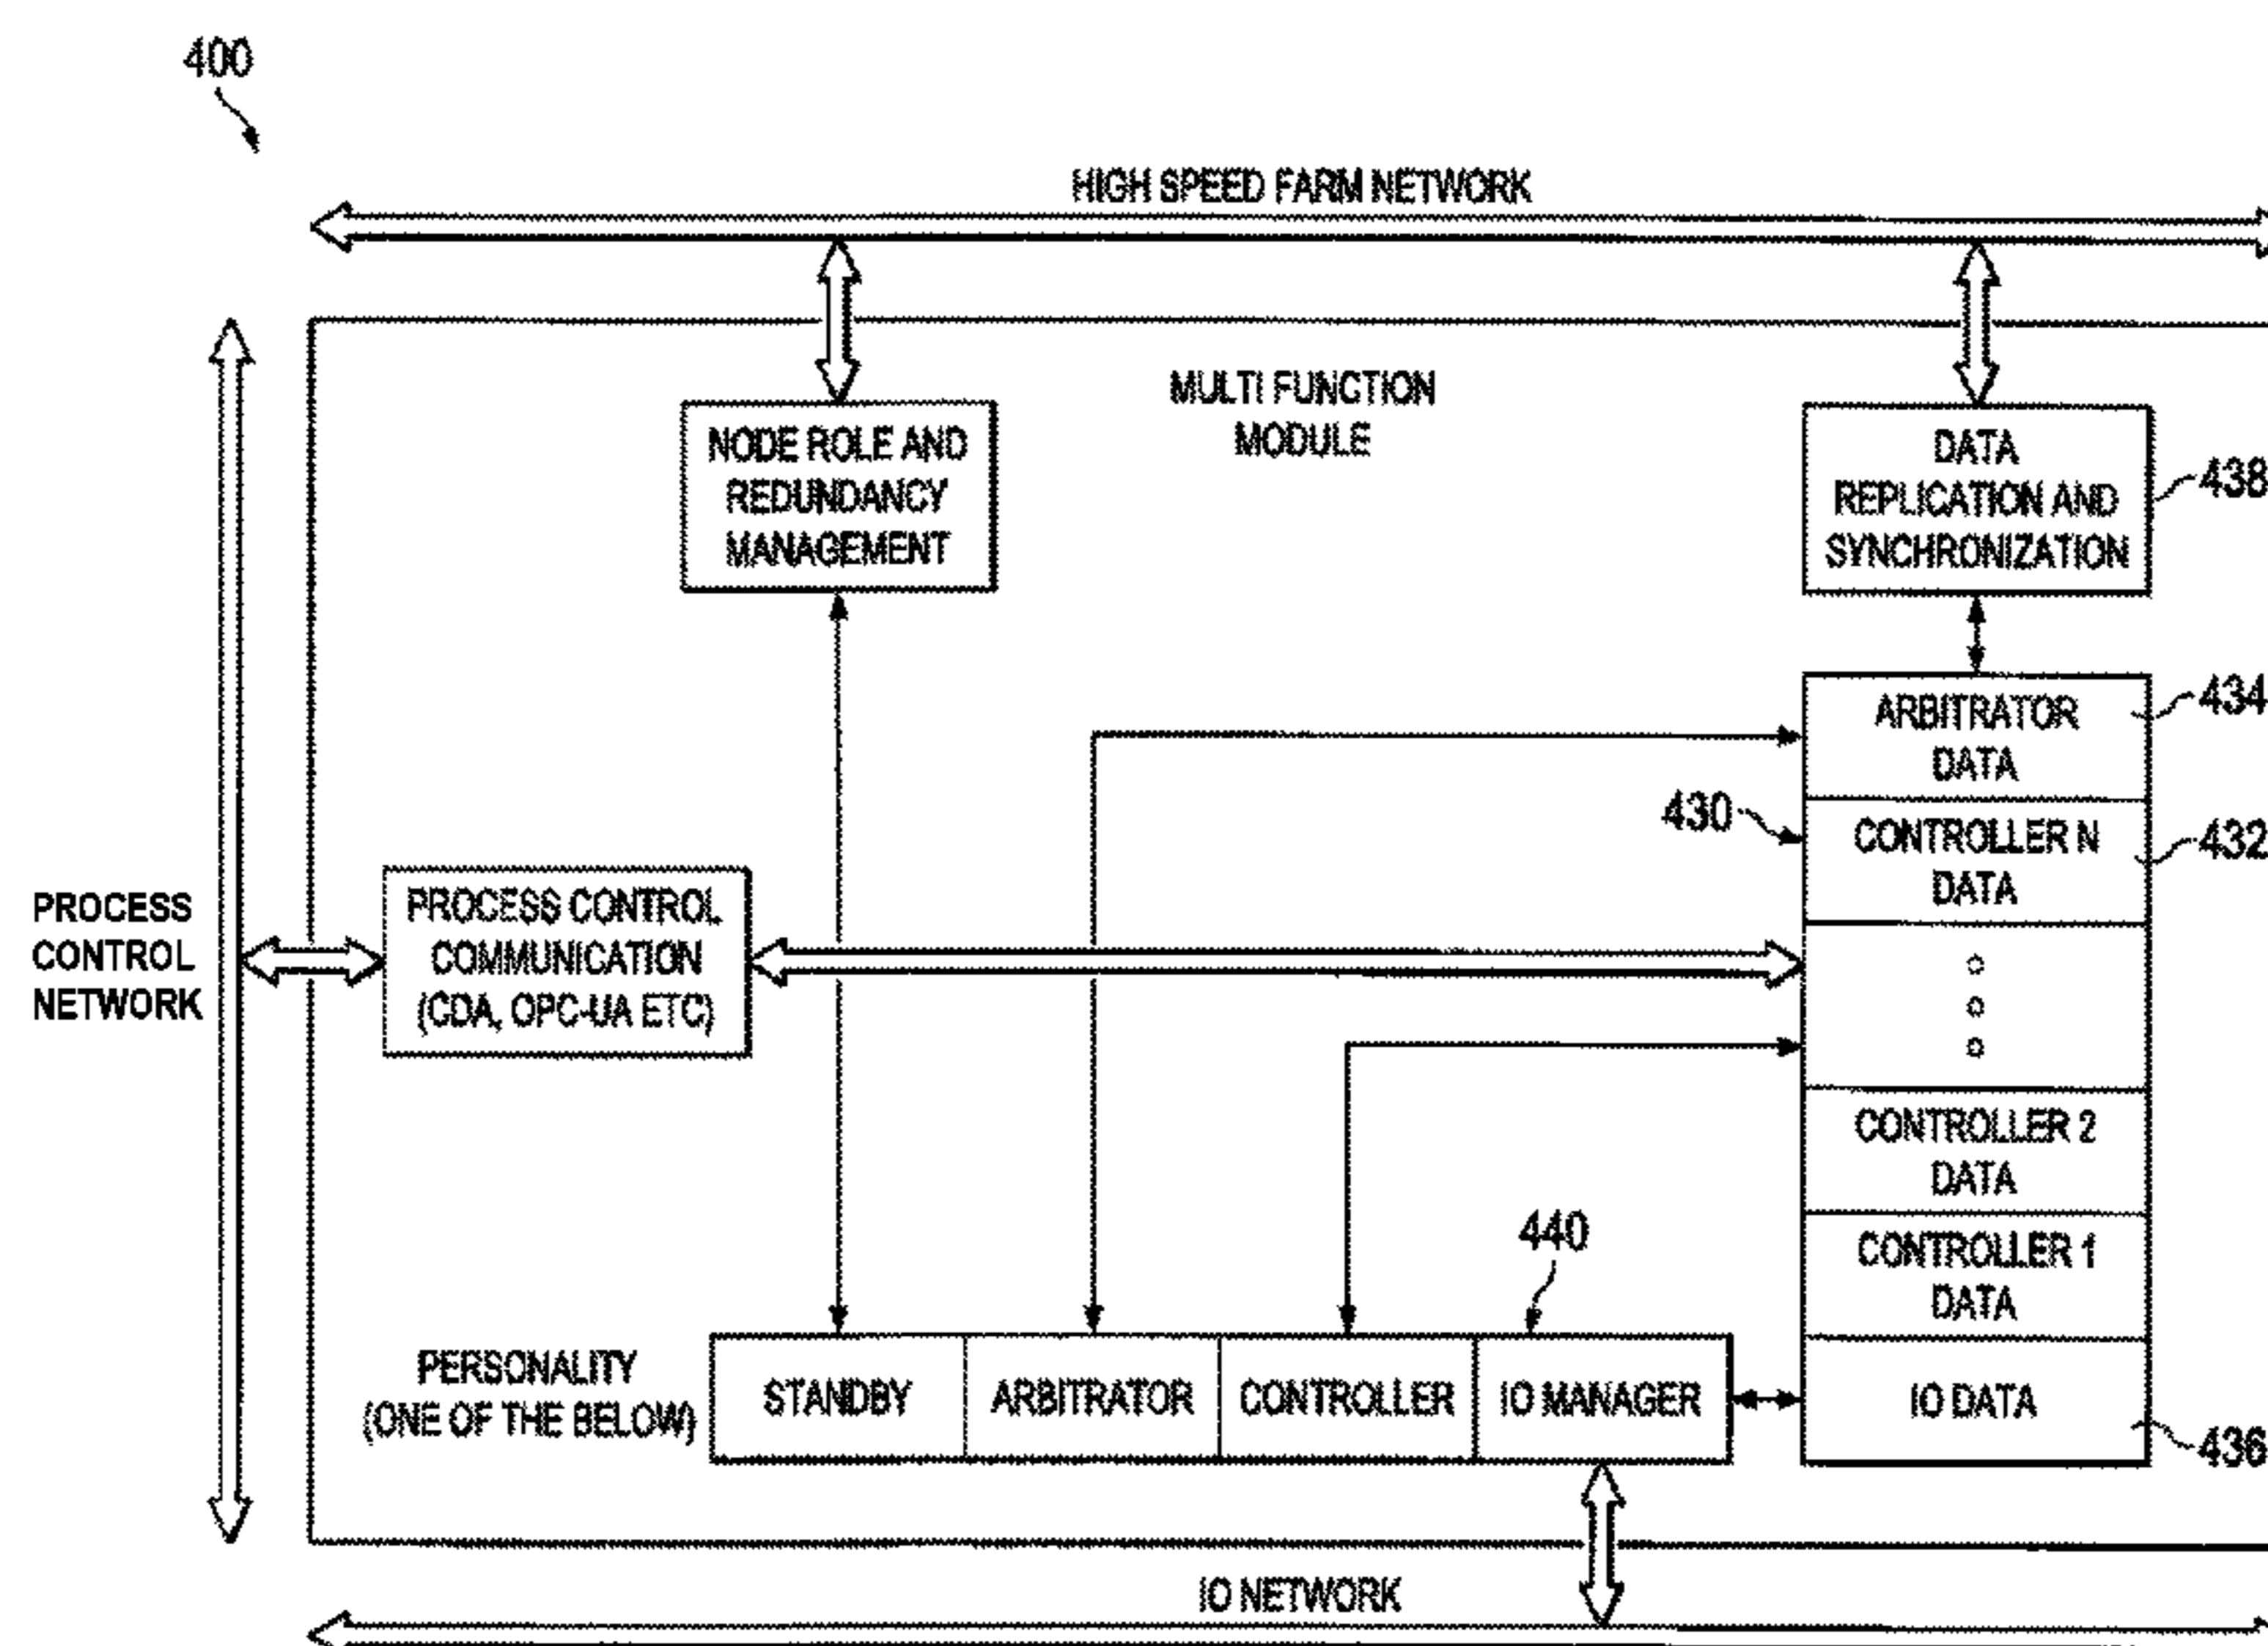 400
HIGH SPEED FARM NETWORK
MULTI FUNCTION
MODULE
NODE ROLE AND
REDUNDANCY
MANAGEMENT
DATA
REPLICATION AND
SYNCHRONIZATION
438
ARBITRATOR
DATA
434
430
CONTROLLER N
DATA
432
PROCESS
CONTROL
NETWORK
PROCESS CONTROL
COMMUNICATION
(CDA, OPC-UA ETC)
CONTROLLER 2
DATA
CONTROLLER 1
DATA
440
PERSONALITY
(ONE OF THE BELOW)
STANDBY
ARBITRATOR
CONTROLLER
IO MANAGER
IO DATA
436
IO NETWORK